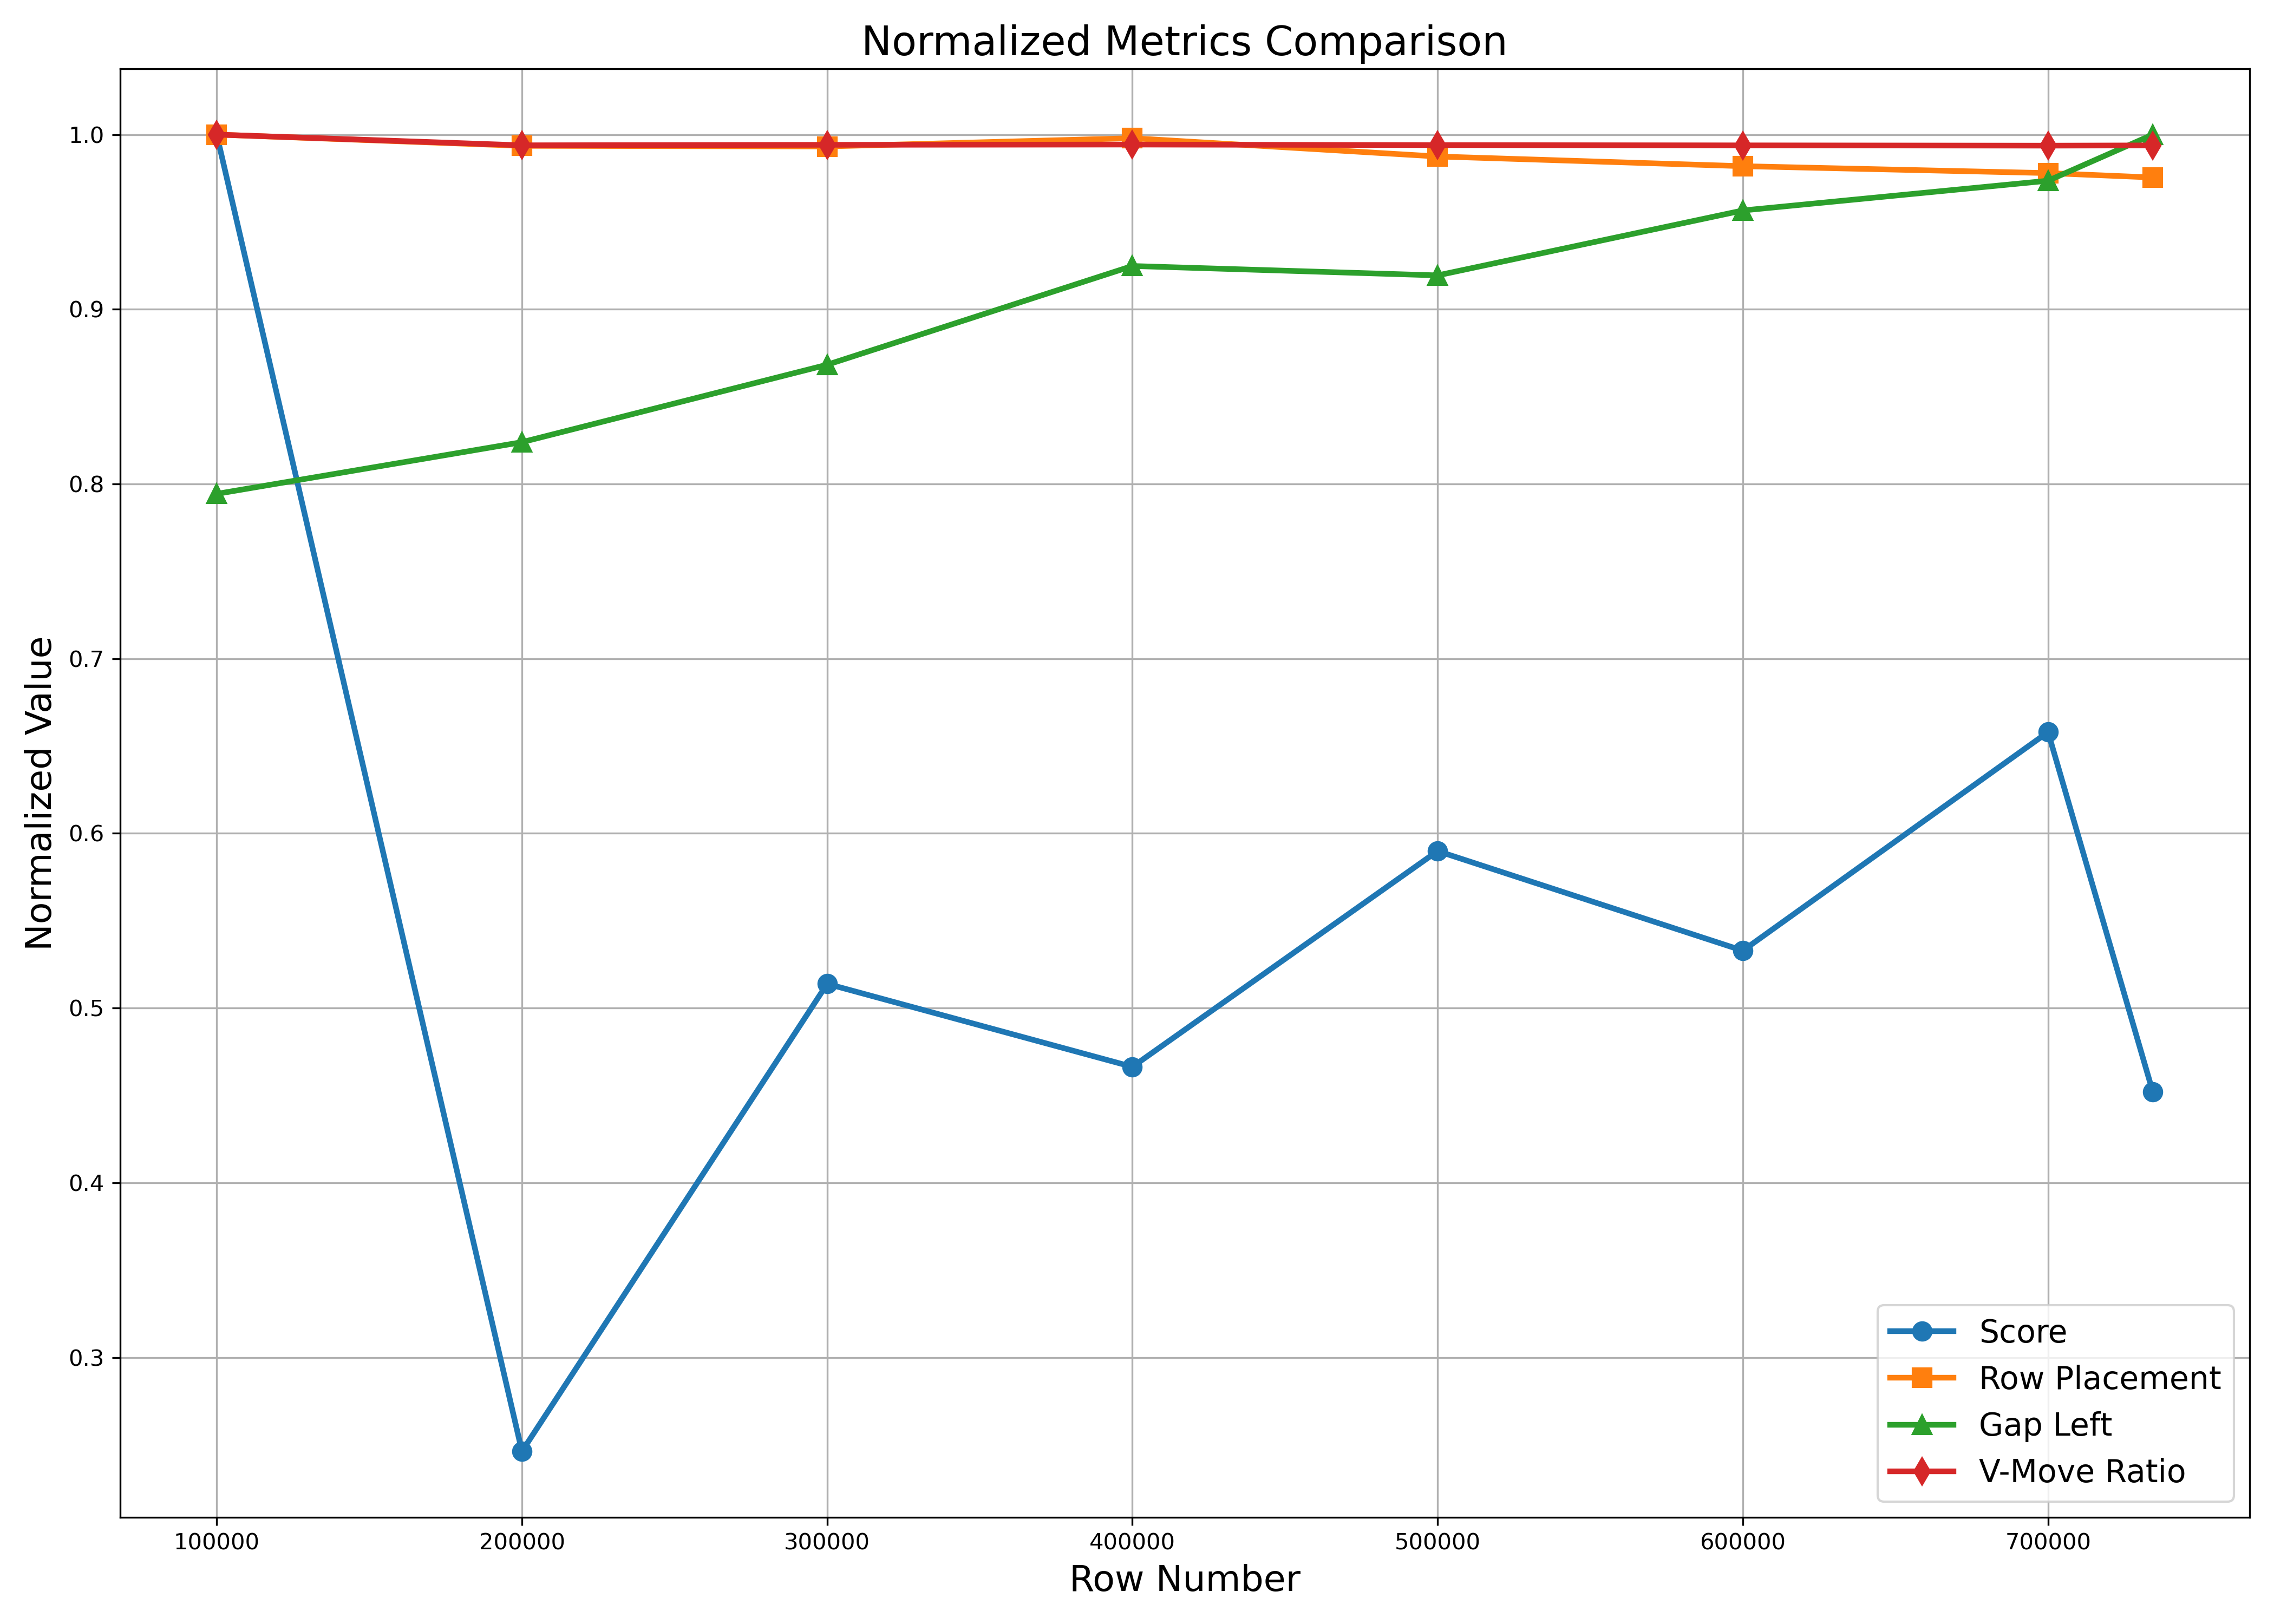 Normalized Metrics Comparison
Normalized Value
1.0
0.9
0.8
0.7
0.6
0.5
0.4
0.3
Score
Row Placement
Gap Left
V-Move Ratio
100000 200000 300000 400000 500000 600000 700000
Row Number